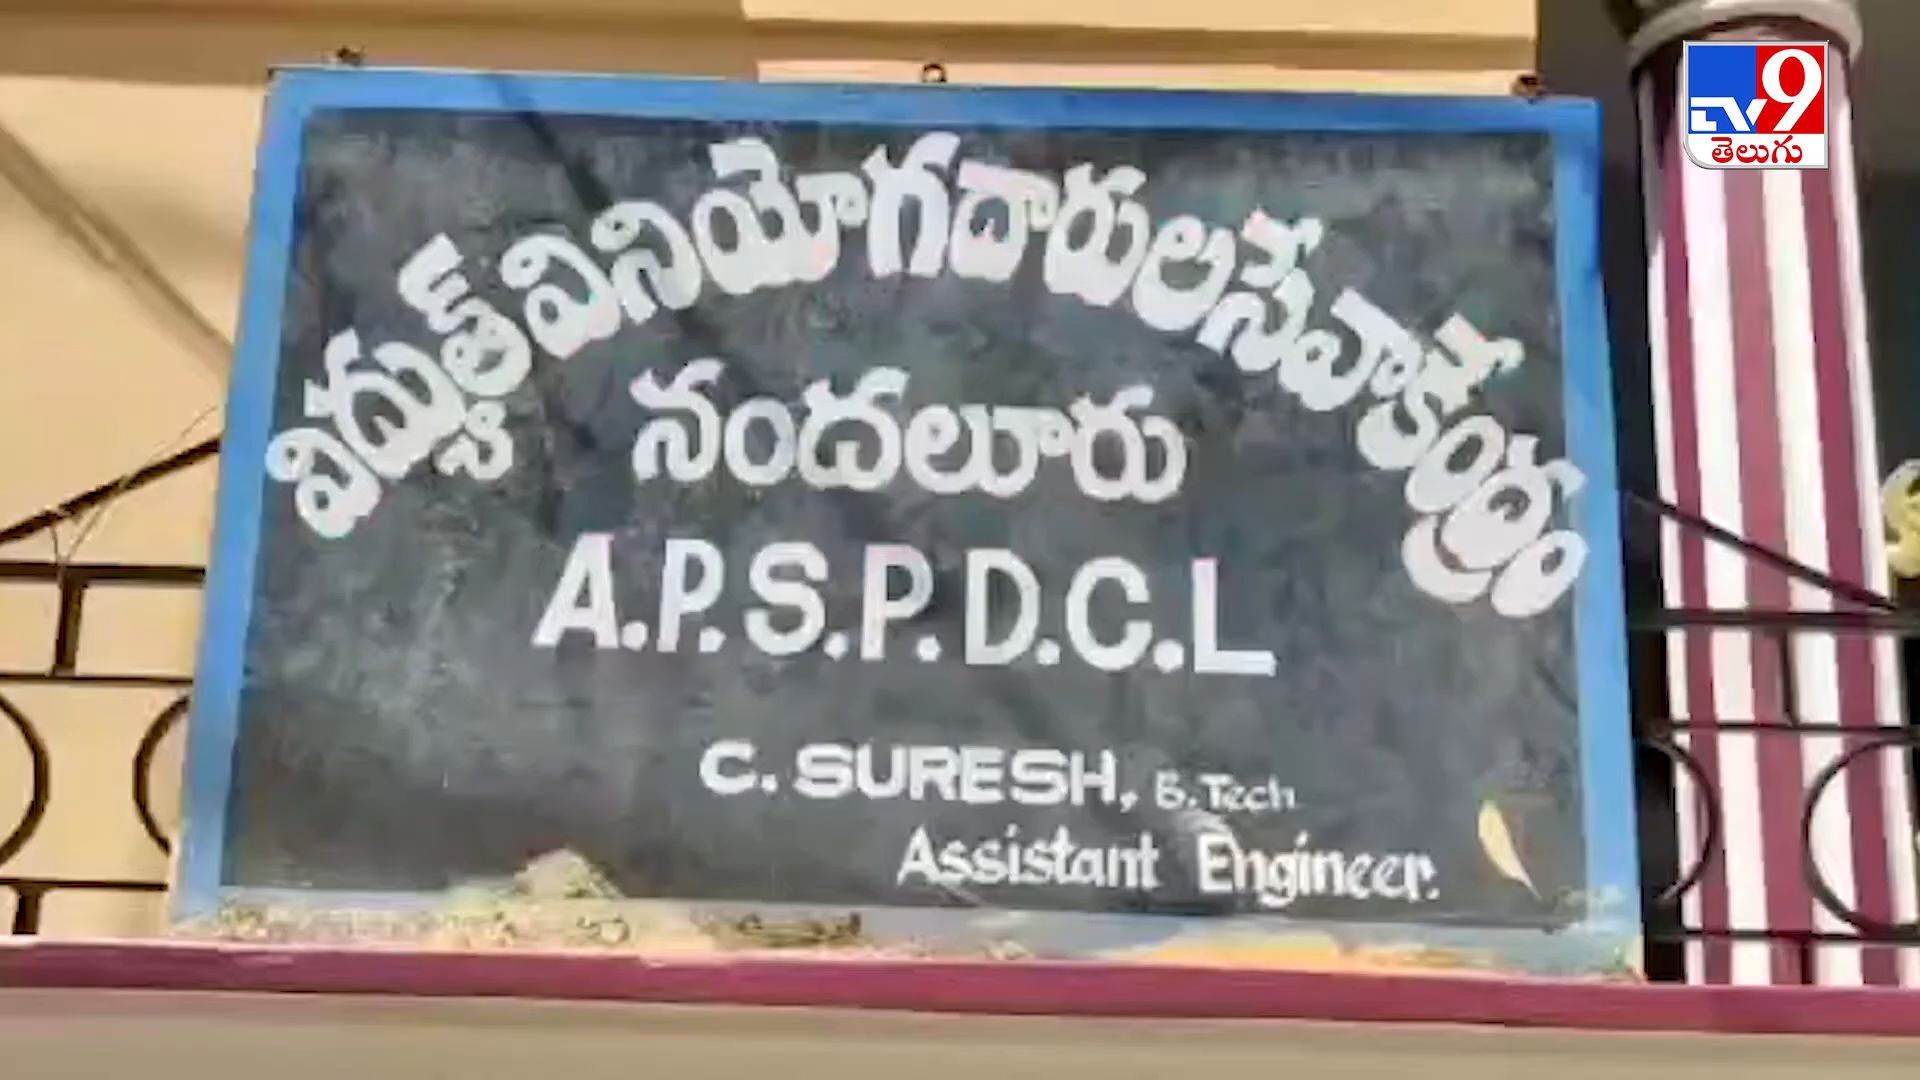 TV9
తెలుగు
విద్యుత్ వినియోగదారుల సేవా కేంద్రం
నందలూరు
A.P.S.P.D.C.L
C. SURESH, B.Tech
Assistant Engineer.